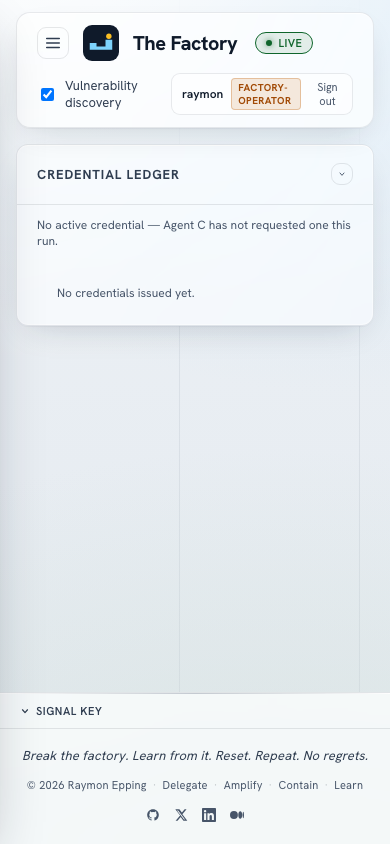 The Factory
LIVE
Vulnerability
discovery
raymon
FACTORY-
OPERATOR
Sign
out
CREDENTIAL LEDGER
No active credential — Agent C has not requested one this
run.
No credentials issued yet.
SIGNAL KEY
Break the factory. Learn from it. Reset. Repeat. No regrets.
© 2026 Raymon Epping · Delegate · Amplify · Contain · Learn